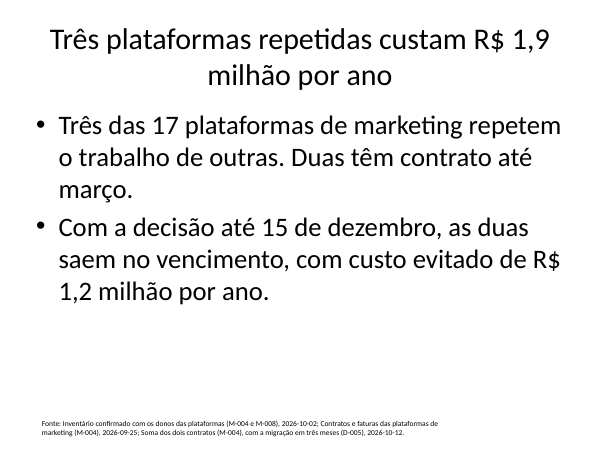 Três plataformas repetidas custam R$ 1,9
milhão por ano
• Três das 17 plataformas de marketing repetem
o trabalho de outras. Duas têm contrato até
março.
• Com a decisão até 15 de dezembro, as duas
saem no vencimento, com custo evitado de R$
1,2 milhão por ano.
Fonte: Inventário confirmado com os donos das plataformas (M-004 e M-008), 2026-10-02; Contratos e faturas das plataformas de
marketing (M-004), 2026-09-25; Soma dos dois contratos (M-004), com a migração em três meses (D-005), 2026-10-12.